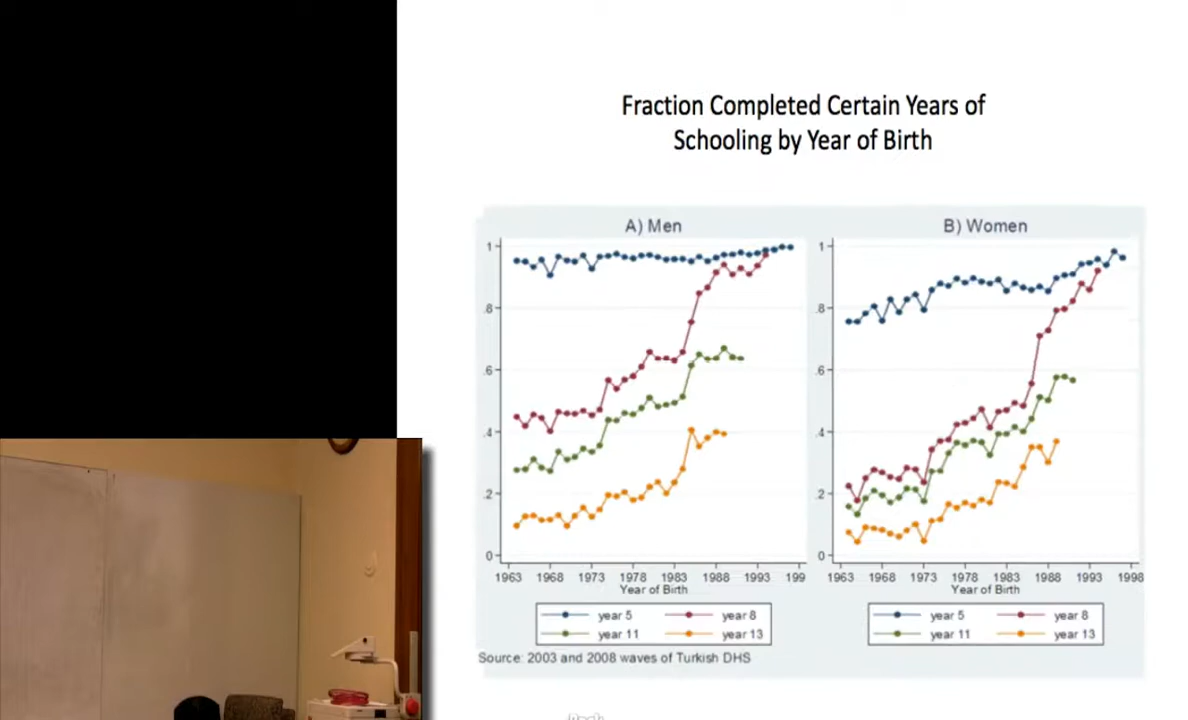 Fraction Completed Certain Years of
Schooling by Year of Birth
A) Men
1
.8
.6
.4
.2
0
1963 1968 1973 1978 1983 1988 1993 199
Year of Birth
year 5 year 8
year 11 year 13
B) Women
1
.8
.6
.4
.2
0
1963 1968 1973 1978 1983 1988 1993 1998
Year of Birth
year 5 year 8
year 11 year 13
Source: 2003 and 2008 waves of Turkish DHS